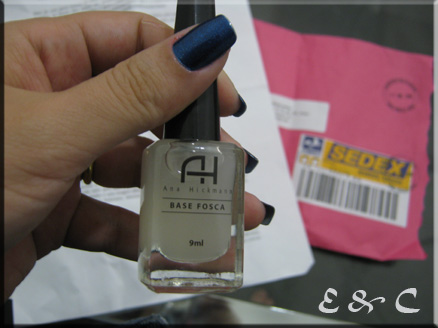 AH
Ana Hickmann
BASE FOSCA
9ml
SEDEX
E & C